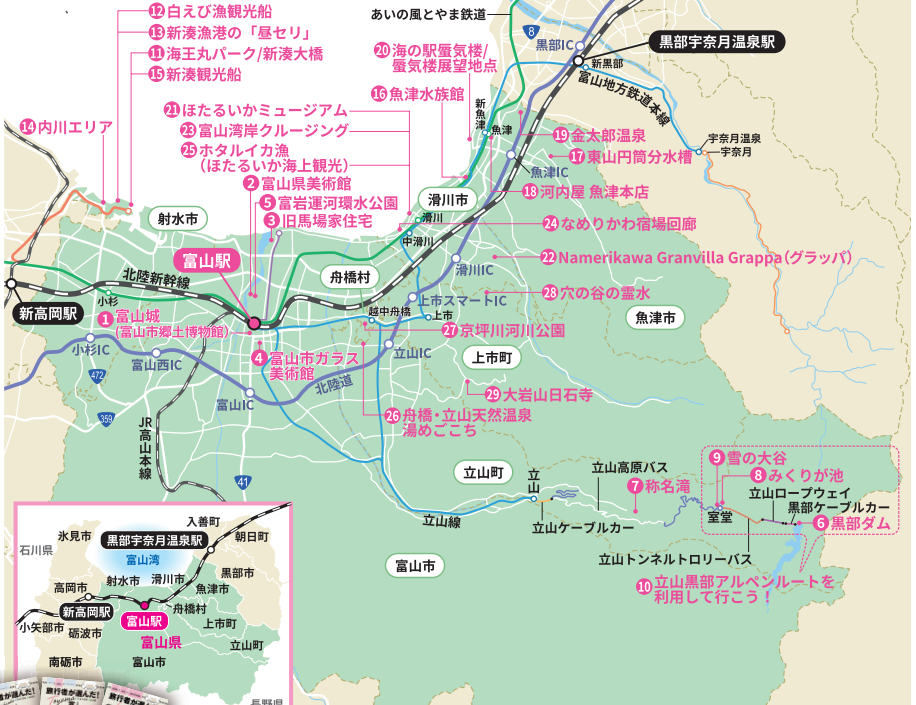 ⑫白えび漁観光船
⑬新湊漁港の「昼セリ」
⑪海王丸パーク/新湊大橋
⑮新湊観光船
⑭内川エリア
あいの風とやま鉄道
⑳海の駅蜃気楼/
蜃気楼展望地点
⑯魚津水族館
㉑ほたるいかミュージアム
㉓富山湾岸クルージング
㉕ホタルイカ漁
（ほたるいか海上観光）
②富山県美術館
⑤富岩運河環水公園
③旧馬場家住宅
8
黒部IC
黒部宇奈月温泉駅
新黒部
富山地方鉄道本線
宇奈月温泉
宇奈月
新魚津
魚津
⑲金太郎温泉
⑰東山円筒分水槽
魚津IC
⑱河内屋 魚津本店
滑川市
滑川
中滑川
㉔なめりかわ宿場回廊
㉒Namerikawa Granvilla Grappa（グラッパ）
滑川IC
㉘穴の谷の霊水
射水市
富山駅
北陸新幹線
舟橋村
上市スマートIC
越中舟橋
上市
魚津市
新高岡駅
小杉
①富山城
（富山市郷土博物館）
㉗京坪川河川公園
小杉IC
富山西IC
472
359
④富山市ガラス
美術館
立山IC
上市町
北陸道
富山IC
㉙大岩山日石寺
JR高山本線
㉖舟橋・立山天然温泉
湯めごこち
41
立山町
立山
立山線
立山ケーブルカー
立山高原バス
⑦称名滝
⑨雪の大谷
⑧みくりが池
立山ロープウェイ
黒部ケーブルカー
室堂
⑥黒部ダム
立山トンネルトロリーバス
⑩立山黒部アルペンルートを
利用して行こう！
富山市
入善町
氷見市
黒部宇奈月温泉駅
朝日町
石川県
富山湾
射水市
滑川市
黒部市
高岡市
魚津市
新高岡駅
舟橋村
小矢部市
砺波市
富山駅
上市町
富山県
立山町
南砺市
富山市
長野県
旅行者が選んだ！
旅行者が選んだ！